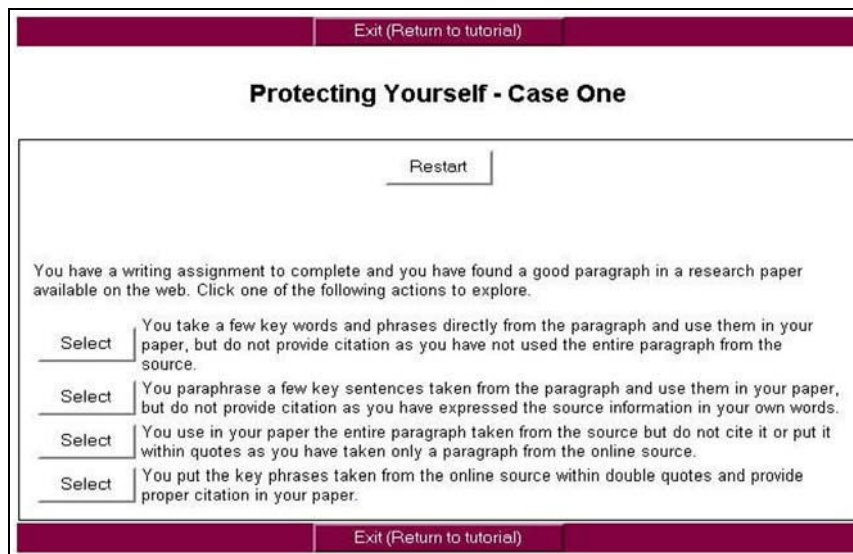 Exit (Return to tutorial)
Protecting Yourself - Case One
Restart
You have a writing assignment to complete and you have found a good paragraph in a research paper
available on the web. Click one of the following actions to explore.
Select
You take a few key words and phrases directly from the paragraph and use them in your
paper, but do not provide citation as you have not used the entire paragraph from the
source.
Select
You paraphrase a few key sentences taken from the paragraph and use them in your paper,
but do not provide citation as you have expressed the source information in your own words.
Select
You use in your paper the entire paragraph taken from the source but do not cite it or put it
within quotes as you have taken only a paragraph from the online source.
Select
You put the key phrases taken from the online source within double quotes and provide
proper citation in your paper.
Exit (Return to tutorial)